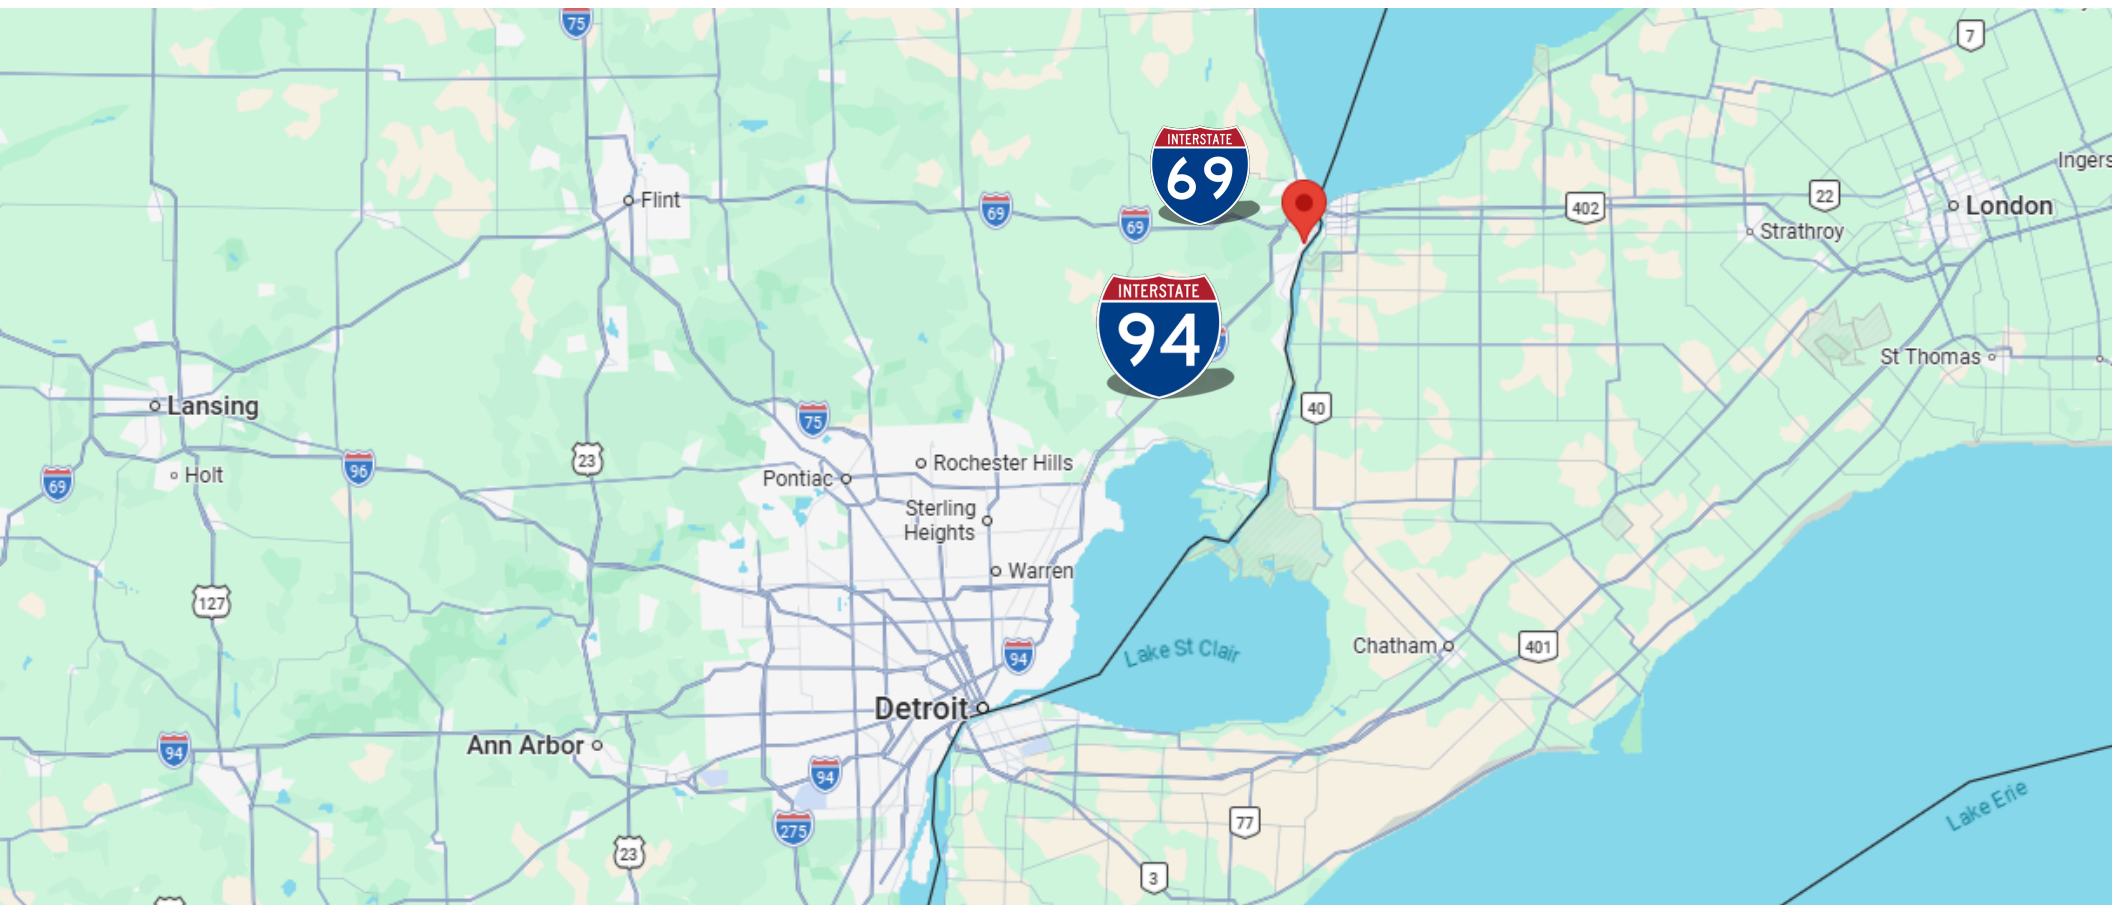 75
7
INTERSTATE
69
Ingers
Flint
69
69
402
22
London
Strathroy
INTERSTATE
94
St Thomas
Lansing
75
40
23
96
69
Holt
Pontiac
Rochester Hills
Sterling
Heights
Warren
127
Lake St Clair
Chatham
401
94
Detroit
Ann Arbor
94
94
275
77
Lake Erie
23
3